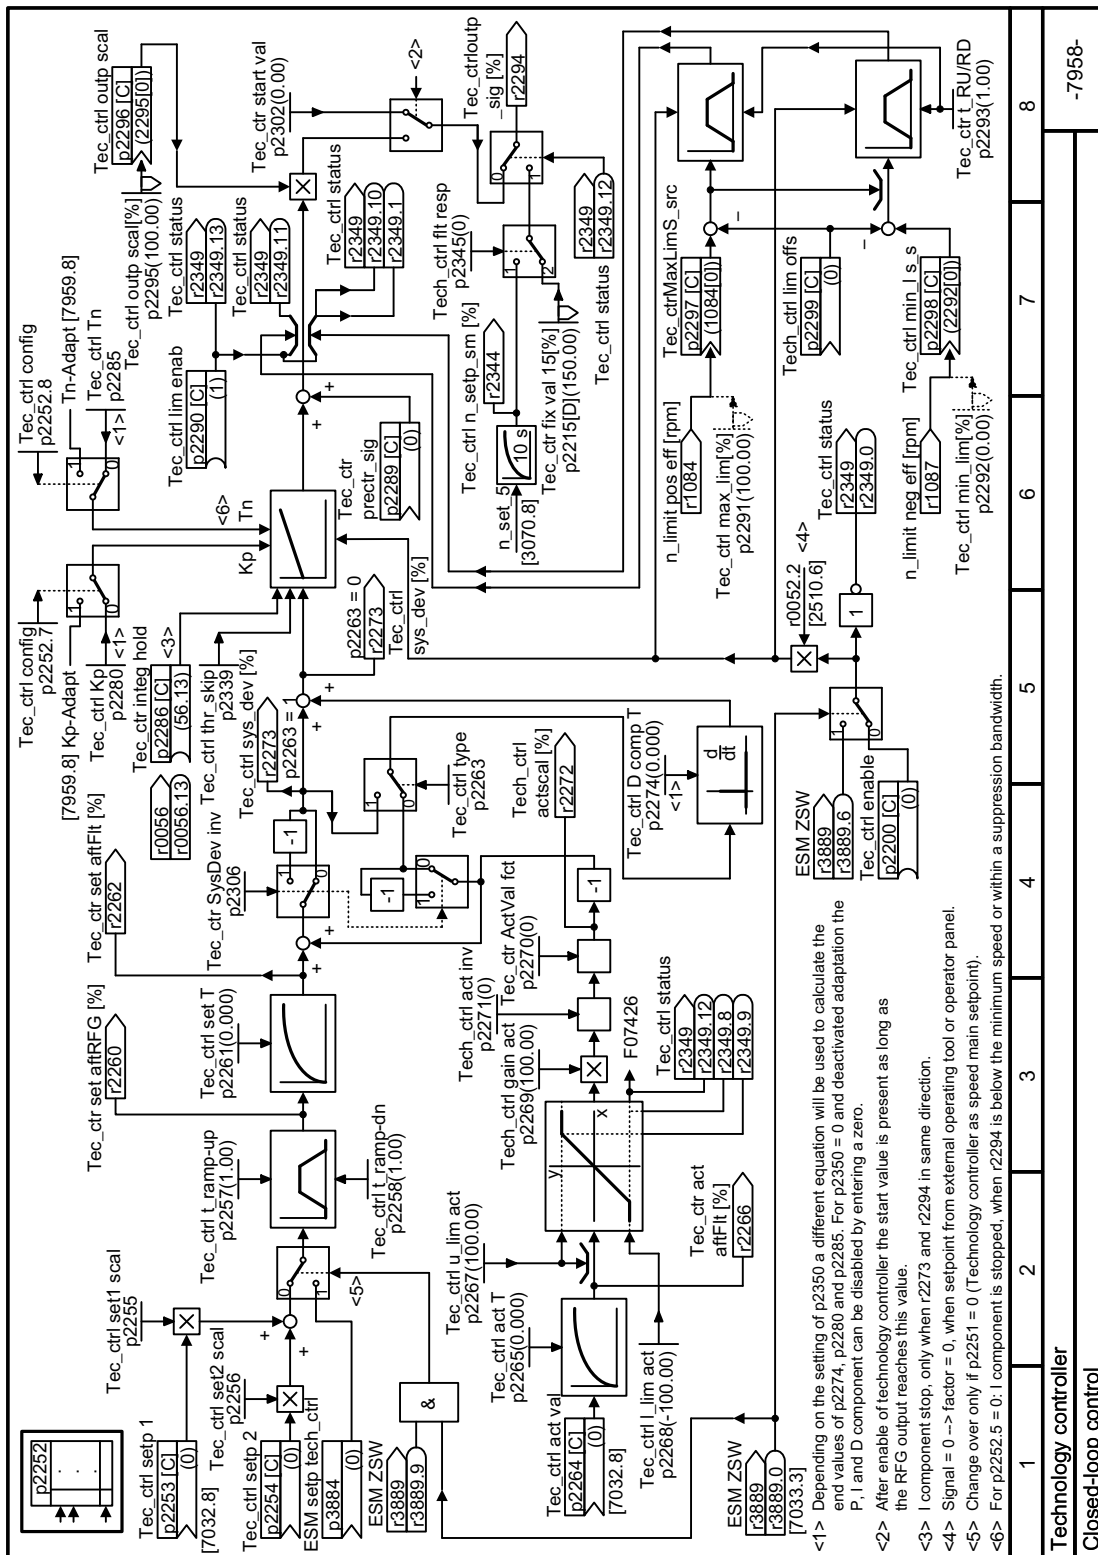 p2252
Tec_ctrl setp 1
p2253 [C]
(0)
[7032.8]
Tec_ctrl set1 scal
p2255
Tec_ctrl setp 2
p2254 [C]
(0)
Tec_ctrl set2 scal
p2256
ESM setp tech_ctrl
p3884
(0)
ESM ZSW
r3889
r3889.9
&
<5>
0
1
Tec_ctrl t_ramp-up
p2257(1.00)
Tec_ctrl t_ramp-dn
p2258(1.00)
Tec_ctr set aftRFG [%]
r2260
Tec_ctrl set T
p2261(0.000)
Tec_ctr set aftFlt [%]
r2262
Tec_ctr SysDev inv
p2306
-1
1
0
+
+
Tec_ctrl sys_dev [%]
r2273
p2263 = 1
Tec_ctrl type
p2263
1
0
-1
1
0
+
+
p2263 = 0
r2273
Tec_ctrl
sys_dev [%]
Tec_ctrl thr_skip
p2339
r0056
r0056.13
Tec_ctr integ hold
p2286 [C]
(56.13)
<3>
Tec_ctrl Kp
p2280
<1>
[7959.8] Kp-Adapt
Tec_ctrl config
p2252.7
1
0
Kp
Tn
<6>
Tec_ctrl config
p2252.8
Tn-Adapt [7959.8]
Tec_ctrl Tn
p2285
<1>
1
0
Tec_ctr
prectr_sig
p2289 [C]
(0)
+
+
Tec_ctrl lim enab
p2290 [C]
(1)
Tec_ctrl status
r2349
r2349.13
Tec_ctrl status
r2349
r2349.11
Tec_ctrl status
r2349
r2349.10
r2349.1
Tec_ctrl outp scal[%]
p2295(100.00)
Tec_ctrl outp scal
p2296 [C]
(2295[0])
Tec_ctr start val
p2302(0.00)
<2>
Tec_ctrloutp
_sig [%]
r2294
0
1
Tech_ctrl flt resp
p2345(0)
1
2
Tec_ctrl n_setp_sm [%]
r2344
10 s
n_set_5
[3070.8]
Tec_ctr fix val 15[%]
p2215[D](150.00)
Tec_ctrl status
r2349
r2349.12
Tec_ctrl act val
p2264 [C]
(0)
[7032.8]
Tec_ctrl act T
p2265(0.000)
Tec_ctrl u_lim act
p2267(100.00)
Tec_ctrl l_lim act
p2268(-100.00)
Tec_ctr act
aftFlt [%]
r2266
y
x
Tech_ctrl gain act
p2269(100.00)
Tech_ctrl act inv
p2271(0)
Tec_ctr ActVal fct
p2270(0)
-1
Tech_ctrl
actscal [%]
r2272
F07426
Tec_ctrl status
r2349
r2349.12
r2349.8
r2349.9
Tec_ctrl D comp T
p2274(0.000)
<1>
d
dt
ESM ZSW
r3889
r3889.0
[7033.3]
ESM ZSW
r3889
r3889.6
Tec_ctrl enable
p2200 [C]
(0)
1
0
r0052.2
[2510.6]
<4>
1
Tec_ctrl status
r2349
r2349.0
n_limit pos eff [rpm]
r1084
Tec_ctrl max_lim[%]
p2291(100.00)
Tec_ctrMaxLimS_src
p2297 [C]
(1084[0])
Tech_ctrl lim offs
p2299 [C]
(0)
n_limit neg eff [rpm]
r1087
Tec_ctrl min_lim[%]
p2292(0.00)
Tec_ctrl min_l s_s
p2298 [C]
(2292[0])
Tec_ctr t_RU/RD
p2293(1.00)
<1> Depending on the setting of p2350 a different equation will be used to calculate the
end values of p2274, p2280 and p2285. For p2350 = 0 and deactivated adaptation the
P, I and D component can be disabled by entering a zero.
<2> After enable of technology controller the start value is present as long as
the RFG output reaches this value.
<3> I component stop, only when r2273 and r2294 in same direction.
<4> Signal = 0 --> factor = 0, when setpoint from external operating tool or operator panel.
<5> Change over only if p2251 = 0 (Technology controller as speed main setpoint).
<6> For p2252.5 = 0: I component is stopped, when r2294 is below the minimum speed or within a suppression bandwidth.
1 2 3 4 5 6 7 8
Technology controller
Closed-loop control
-7958-